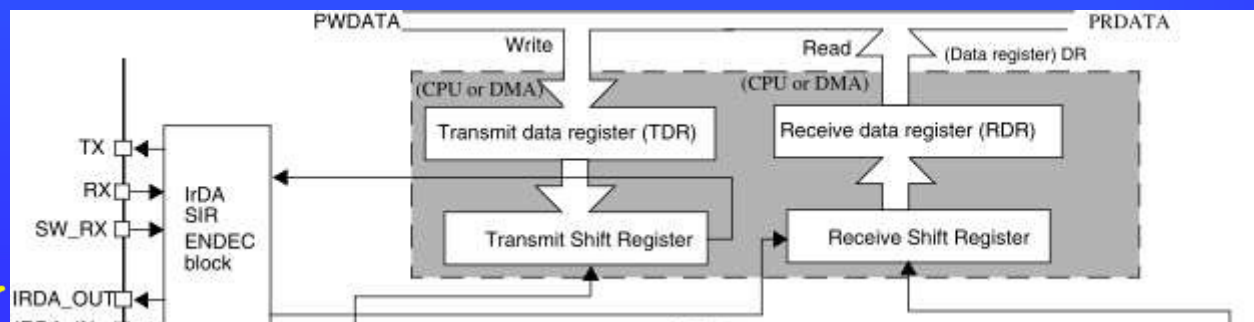 PWDATA
PRDATA
Write
Read
(Data register) DR
(CPU or DMA)
(CPU or DMA)
Transmit data register (TDR)
Receive data register (RDR)
TX
RX
SW_RX
IrDA
SIR
ENDEC
block
Transmit Shift Register
Receive Shift Register
IRDA_OUT